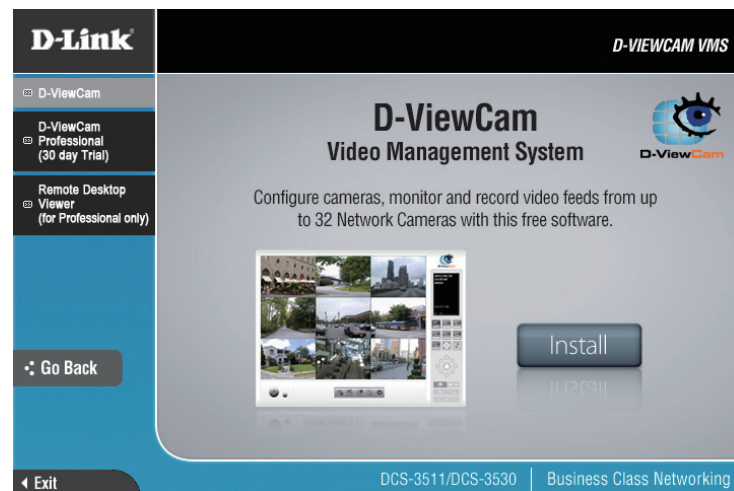 D-Link
D-VIEWCAM VMS
D-ViewCam
D-ViewCam
Professional
(30 day Trial)
Remote Desktop
Viewer
(for Professional only)
Go Back
Exit
D-ViewCam
Video Management System
D-ViewCam
Configure cameras, monitor and record video feeds from up
to 32 Network Cameras with this free software.
Install
DCS-3511/DCS-3530
Business Class Networking